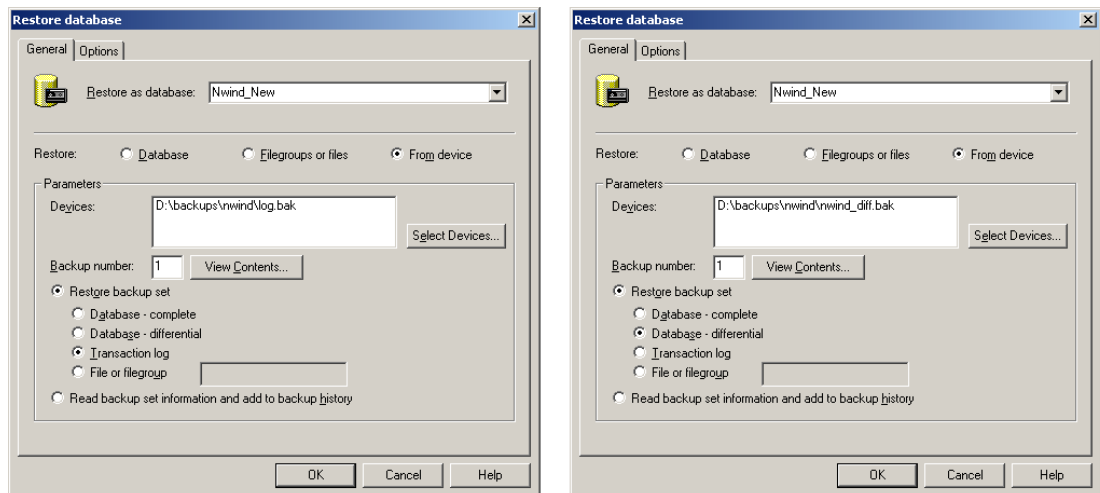 Restore database
General Options
Restore as database: Nwind_New
Restore: Database Filegroups or files From device
Parameters
Devices: D:\backups\nwind\log.bak
Select Devices...
Backup number: 1 View Contents...
Restore backup set
Database - complete
Database - differential
Transaction log
File or filegroup
Read backup set information and add to backup history
OK Cancel Help
Restore database
General Options
Restore as database: Nwind_New
Restore: Database Filegroups or files From device
Parameters
Devices: D:\backups\nwind\nwind_diff.bak
Select Devices...
Backup number: 1 View Contents...
Restore backup set
Database - complete
Database - differential
Transaction log
File or filegroup
Read backup set information and add to backup history
OK Cancel Help